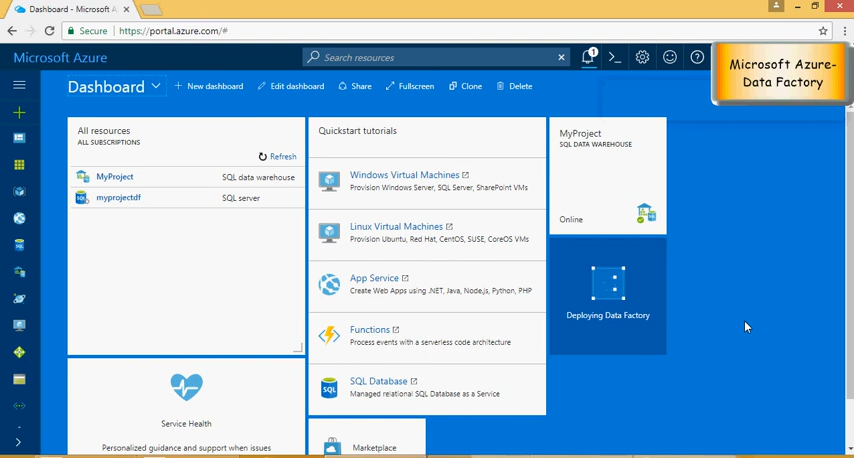 Dashboard - Microsoft A
Secure
https://portal.azure.com/#
Microsoft Azure
Search resources
1
Microsoft Azure-
Data Factory
Dashboard
New dashboard
Edit dashboard
Share
Fullscreen
Clone
Delete
All resources
ALL SUBSCRIPTIONS
Refresh
MyProject SQL data warehouse
myprojectdf SQL server
Quickstart tutorials
Windows Virtual Machines
Provision Windows Server, SQL Server, SharePoint VMs
Linux Virtual Machines
Provision Ubuntu, Red Hat, CentOS, SUSE, CoreOS VMs
App Service
Create Web Apps using .NET, Java, Node.js, Python, PHP
Functions
Process events with a serverless code architecture
SQL
SQL Database
Managed relational SQL Database as a Service
MyProject
SQL DATA WAREHOUSE
Online
Deploying Data Factory
Service Health
Personalized guidance and support when issues
Marketplace